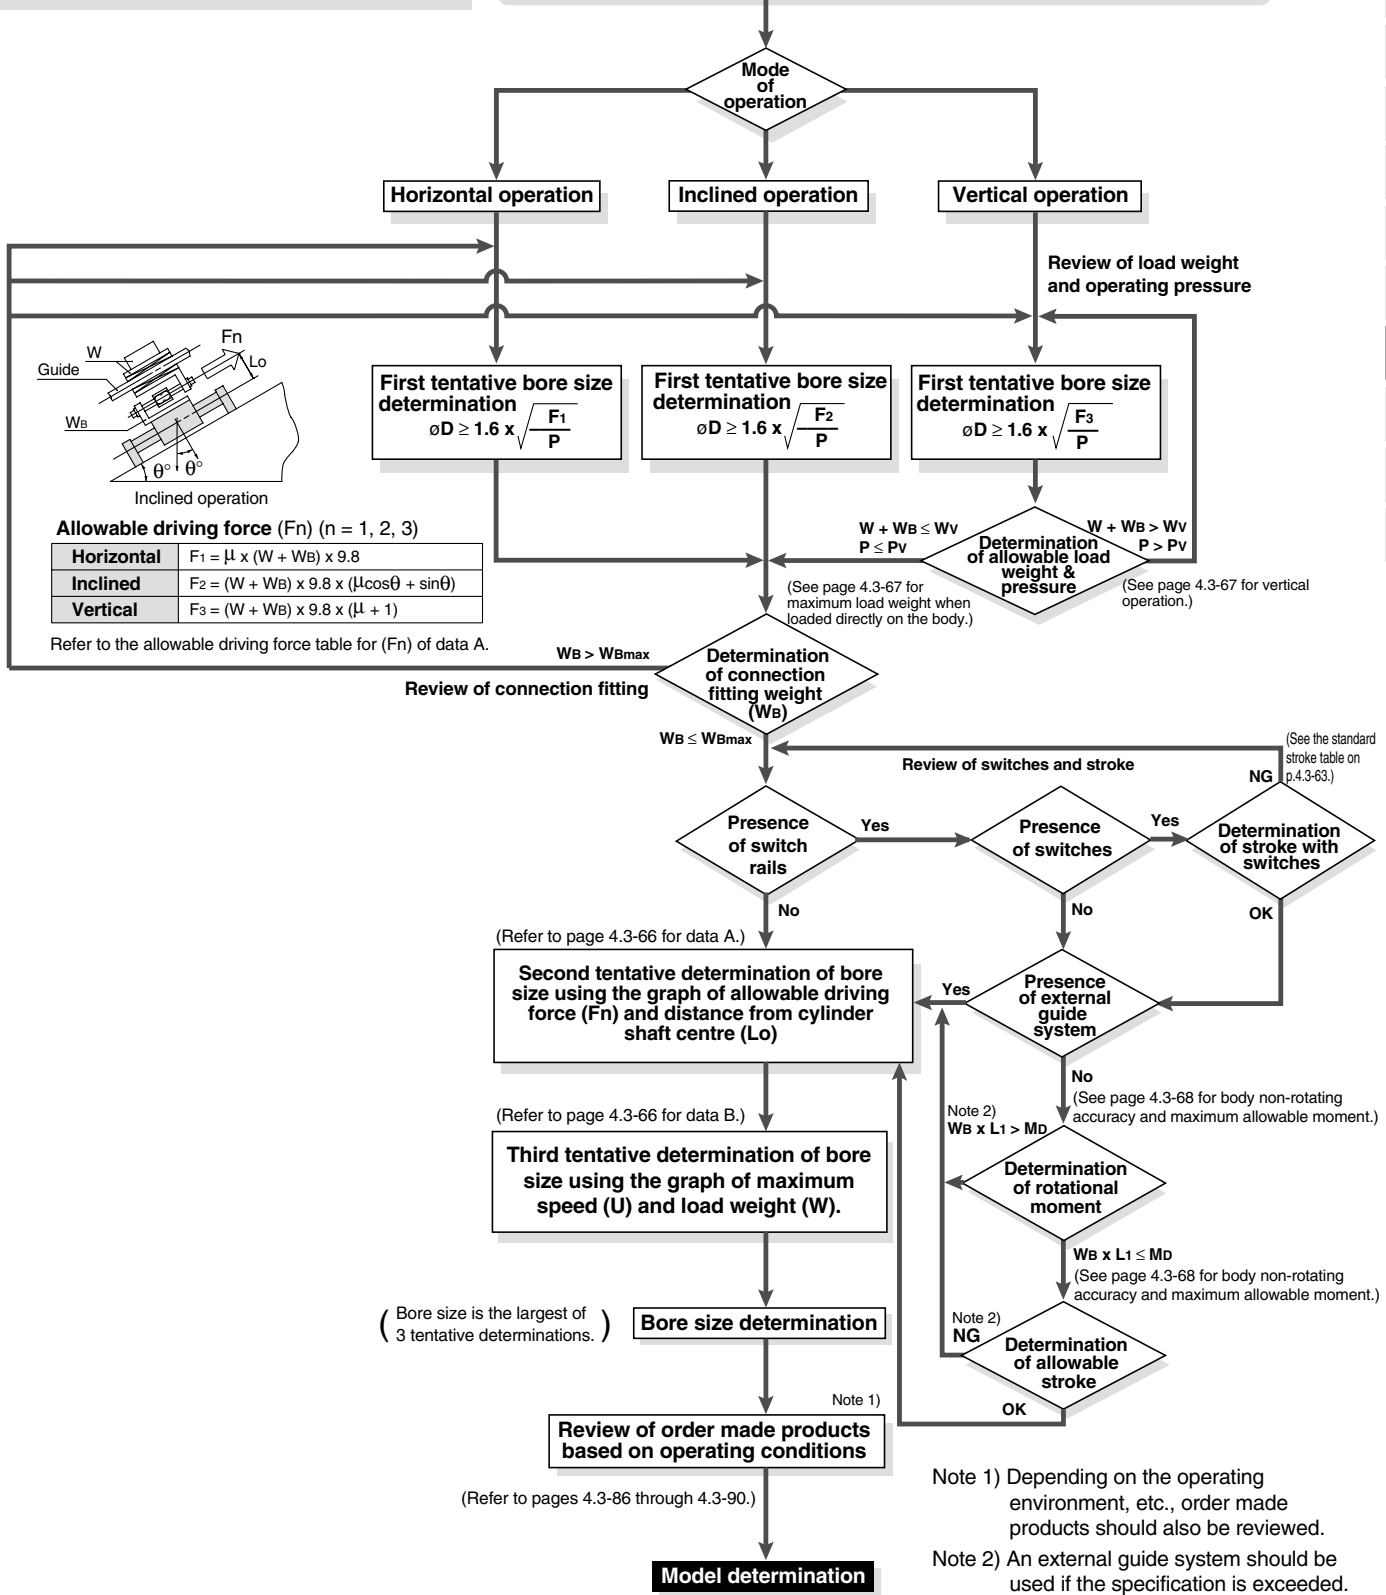 Mode
of
operation
Horizontal operation
Inclined operation
Vertical operation
Review of load weight
and operating pressure
W
Fn
Lo
Guide
WB
θ° θ°
Inclined operation
First tentative bore size
determination
øD ≥ 1.6 x √ F1
P
First tentative bore size
determination
øD ≥ 1.6 x √ F2
P
First tentative bore size
determination
øD ≥ 1.6 x √ F3
P
Allowable driving force (Fn) (n = 1, 2, 3)
Horizontal F1 = μ x (W + WB) x 9.8
Inclined F2 = (W + WB) x 9.8 x (μcosθ + sinθ)
Vertical F3 = (W + WB) x 9.8 x (μ + 1)
Refer to the allowable driving force table for (Fn) of data A.
W + WB ≤ WV
P ≤ PV
Determination
of allowable load
weight &
pressure
W + WB > WV
P > PV
(See page 4.3-67 for
maximum load weight when
loaded directly on the body.)
(See page 4.3-67 for vertical
operation.)
WB > WBmax
Review of connection fitting
Determination
of connection
fitting weight
(WB)
WB ≤ WBmax
Review of switches and stroke
(See the standard
stroke table on
p.4.3-63.)
NG
Presence
of switch
rails
Yes
Presence
of switches
Yes
Determination
of stroke with
switches
No
No
OK
(Refer to page 4.3-66 for data A.)
Second tentative determination of bore
size using the graph of allowable driving
force (Fn) and distance from cylinder
shaft centre (Lo)
Yes
Presence
of external
guide
system
No
(See page 4.3-68 for body non-rotating
accuracy and maximum allowable moment.)
(Refer to page 4.3-66 for data B.)
Note 2)
WB x L1 > MD
Third tentative determination of bore
size using the graph of maximum
speed (U) and load weight (W).
Determination
of rotational
moment
WB x L1 ≤ MD
(See page 4.3-68 for body non-rotating
accuracy and maximum allowable moment.)
( Bore size is the largest of
3 tentative determinations. )
Bore size determination
Note 2)
NG
Determination
of allowable
stroke
OK
Note 1)
Review of order made products
based on operating conditions
(Refer to pages 4.3-86 through 4.3-90.)
Model determination
Note 1) Depending on the operating
environment, etc., order made
products should also be reviewed.
Note 2) An external guide system should be
used if the specification is exceeded.